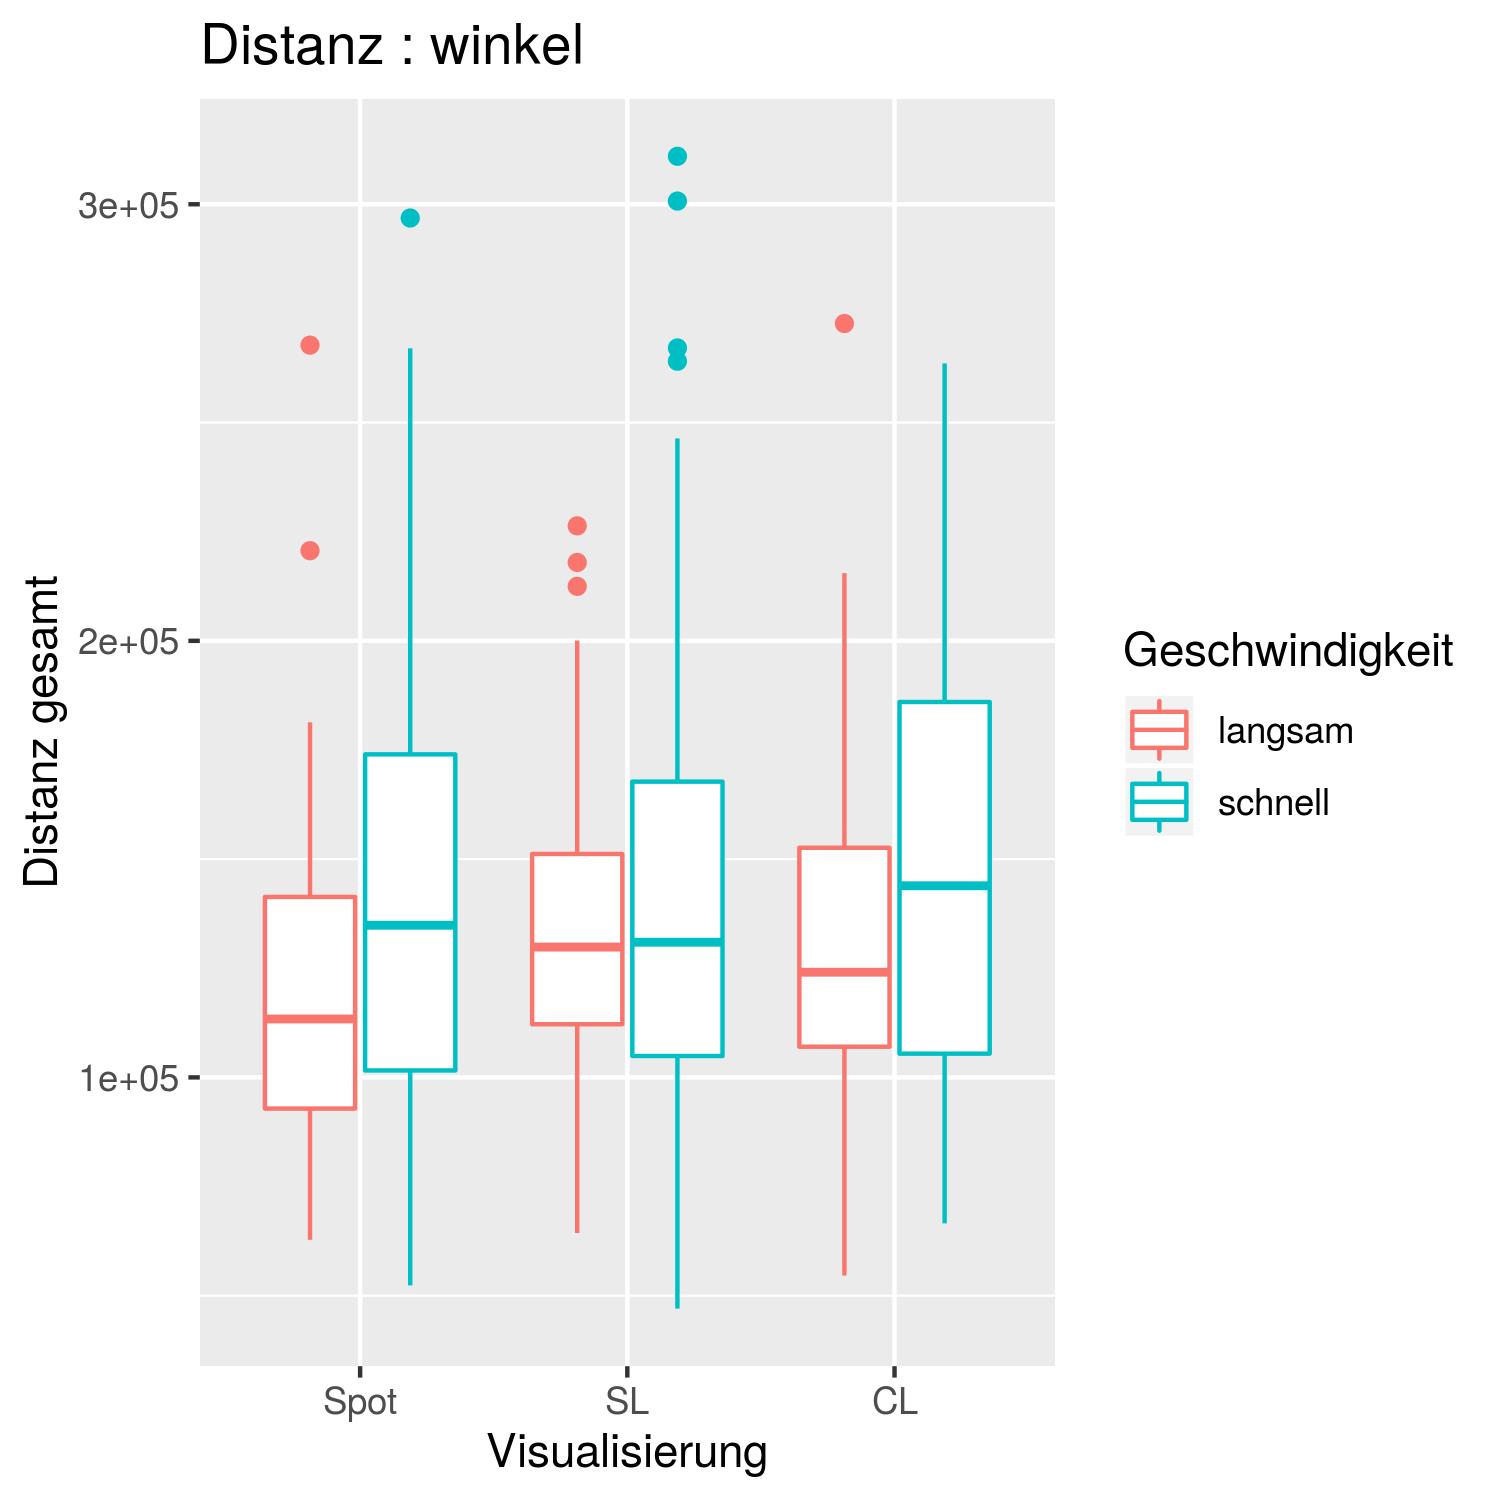 Distanz : winkel
3e+05
2e+05
1e+05
Distanz gesamt
Spot
SL
CL
Visualisierung
Geschwindigkeit
langsam
schnell